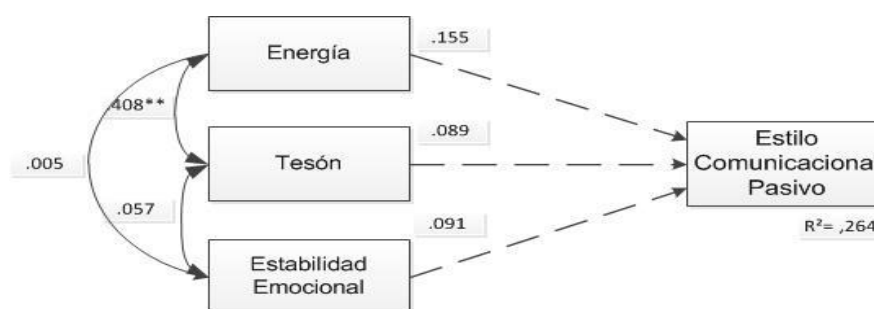 Energía
.155
.408**
Tesón
.089
.005
.057
Estilo
Comunicaciona
Pasivo
Estabilidad
Emocional
.091
R²= ,264